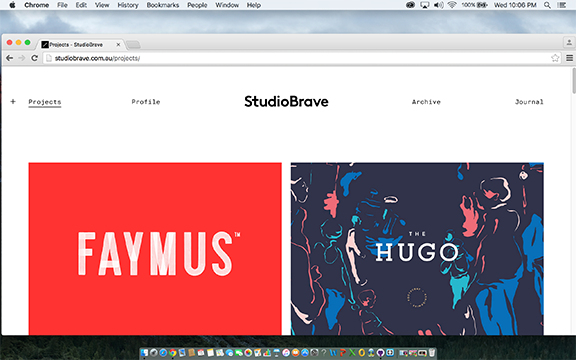 Chrome File Edit View History Bookmarks People Window Help 100% Wed 10:06 PM
Projects - StudioBrave
studiobrave.com.au/projects/
+ Projects Profile StudioBrave Archive Journal
FAYMUS™
THE
HUGO